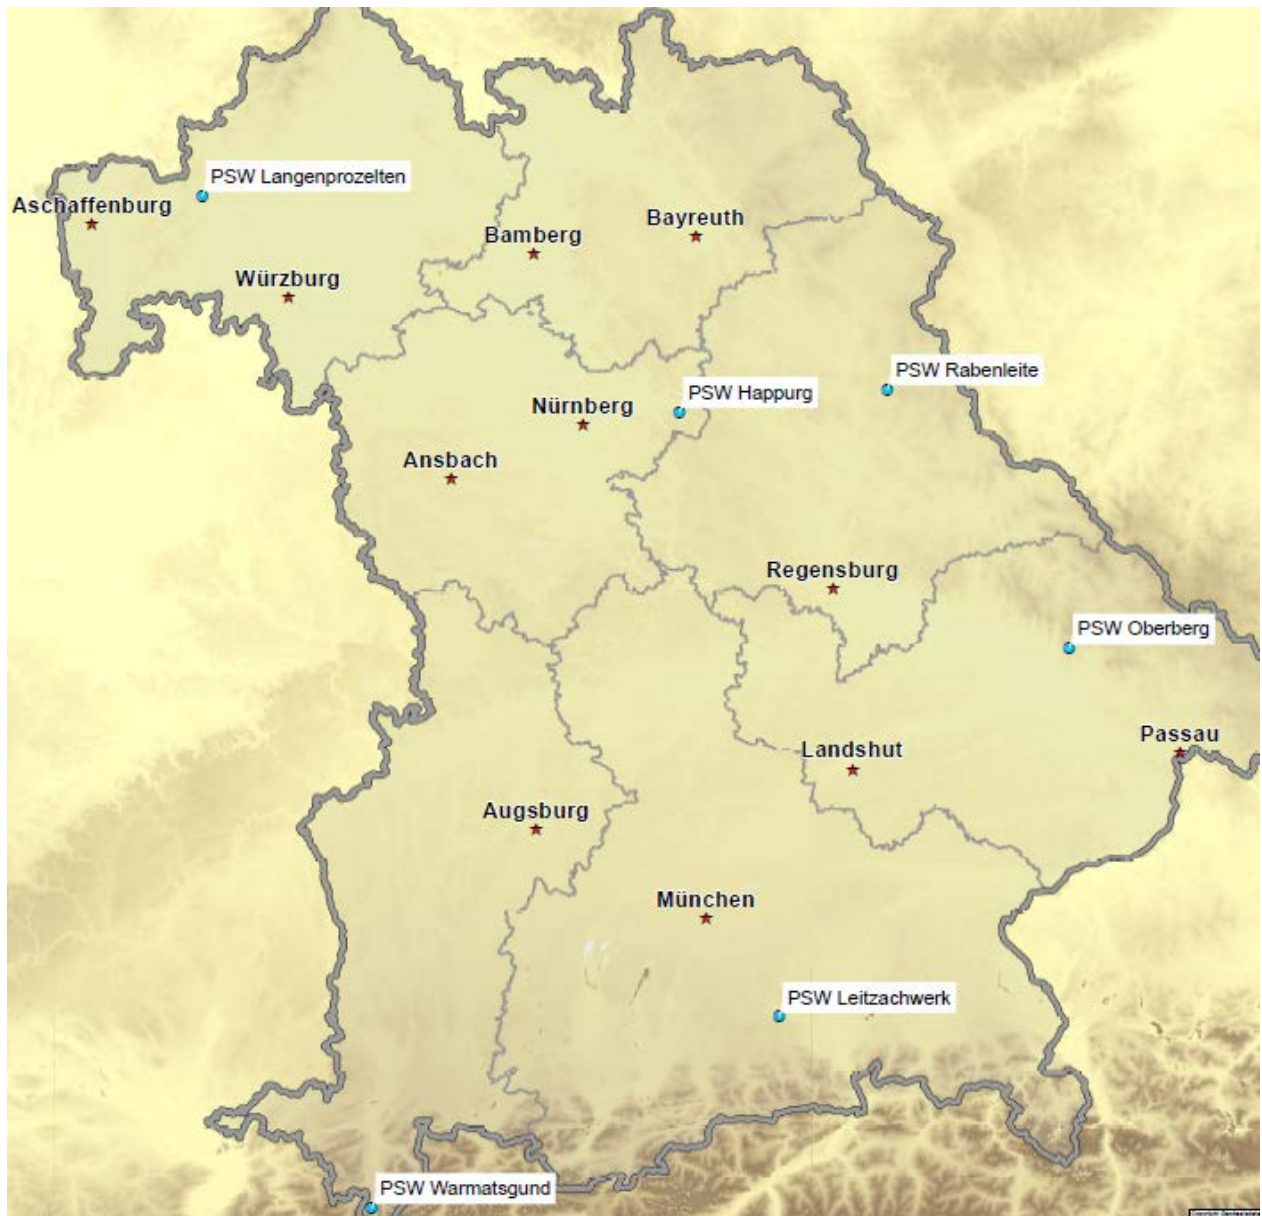 PSW Langenprozelten
Aschaffenburg
Bayreuth
Bamberg
Würzburg
PSW Rabenleite
PSW Happurg
Nürnberg
Ansbach
Regensburg
PSW Oberberg
Passau
Landshut
Augsburg
München
PSW Leitzachwerk
PSW Warmatsgund